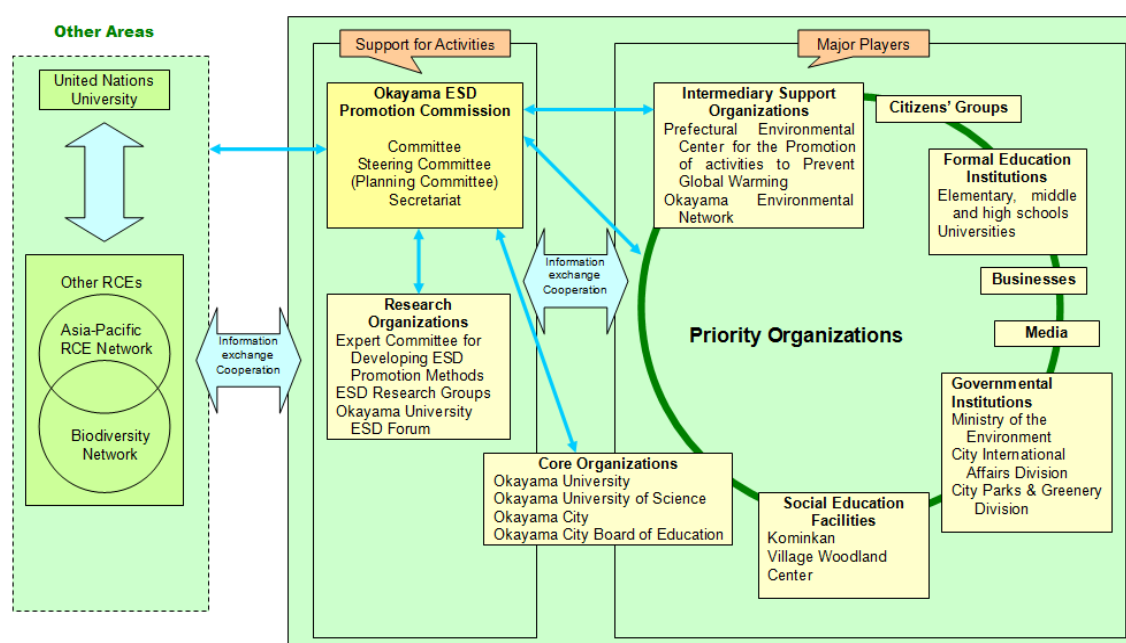 Other Areas
United Nations
University
Other RCEs
Asia-Pacific
RCE Network
Biodiversity
Network
Information
exchange
Cooperation
Support for Activities
Okayama ESD
Promotion Commission
Committee
Steering Committee
(Planning Committee)
Secretariat
Research
Organizations
Expert Committee for
Developing ESD
Promotion Methods
ESD Research Groups
Okayama University
ESD Forum
Information
exchange
Cooperation
Core Organizations
Okayama University
Okayama University of Science
Okayama City
Okayama City Board of Education
Major Players
Intermediary Support
Organizations
Prefectural Environmental
Center for the Promotion
of activities to Prevent
Global Warming
Okayama Environmental
Network
Citizens' Groups
Formal Education
Institutions
Elementary, middle
and high schools
Universities
Businesses
Priority Organizations
Media
Governmental
Institutions
Ministry of the
Environment
City International
Affairs Division
City Parks & Greenery
Division
Social Education
Facilities
Kominkan
Village Woodland
Center